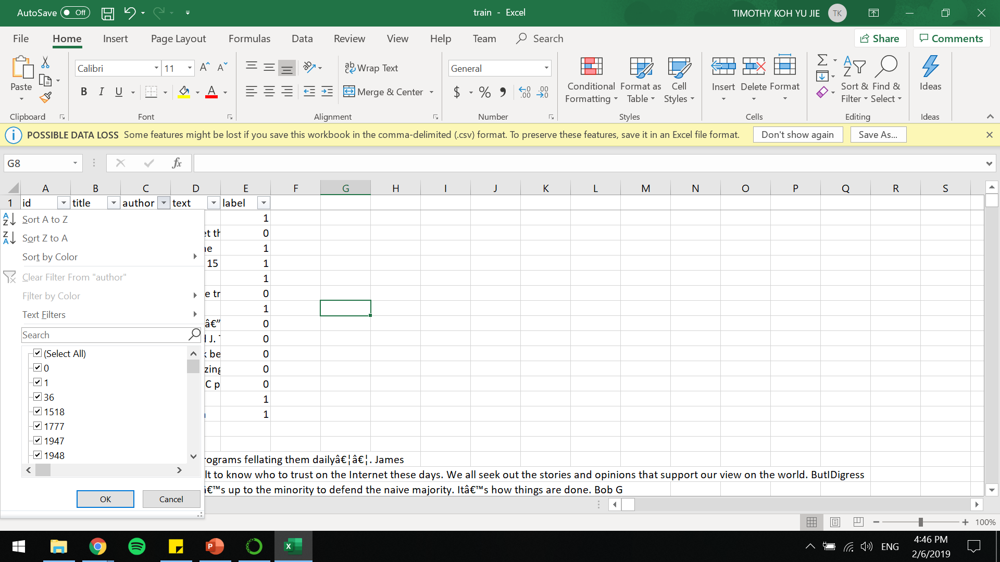 AutoSave Off train - Excel TIMOTHY KOH YU JIE TK
File Home Insert Page Layout Formulas Data Review View Help Team Search Share Comments
Paste Calibri 11 Wrap Text General Conditional Formatting Format as Table Cell Styles Insert Delete Format Sort & Filter Find & Select Ideas
B I U Merge & Center $ %
Clipboard Font Alignment Number Styles Cells Editing Ideas
POSSIBLE DATA LOSS Some features might be lost if you save this workbook in the comma-delimited (.csv) format. To preserve these features, save it in an Excel file format. Don't show again Save As...
G8 fx
A B C D E F G H I J K L M N O P Q R S
1 id title author text label
Sort A to Z
Sort Z to A
Sort by Color
Clear Filter From "author"
Filter by Color
Text Filters
Search
(Select All)
0
1
36
1518
1777
1947
1948
OK Cancel
1
et th 0
ne 1
15 1
1
e tr 0
1
â€” 0
d J. 0
k be 0
zing 0
C p 0
1
1
rograms fellating them dailyâ€¦â€¦. James
lt to know who to trust on the Internet these days. We all seek out the stories and opinions that support our view on the world. ButIDigress
â€™s up to the minority to defend the naive majority. Itâ€™s how things are done. Bob G
100%
ENG 4:46 PM
2/6/2019